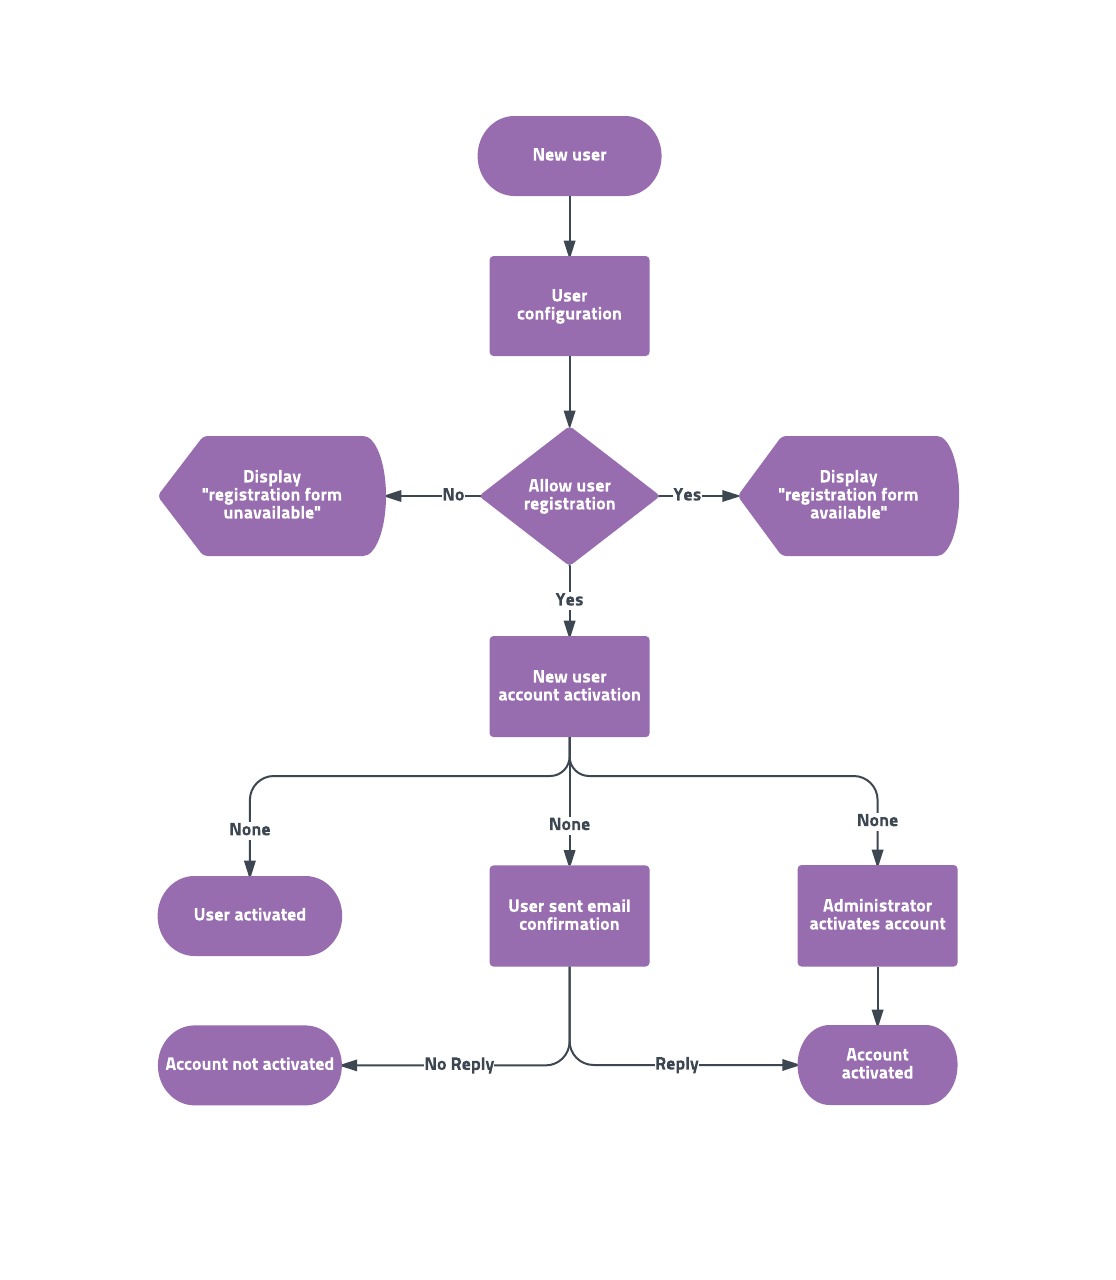 New user
User
configuration
Display
"registration form
unavailable"
No
Allow user
registration
Yes
Display
"registration form
available"
Yes
New user
account activation
None
None
None
User activated
User sent email
confirmation
Administrator
activates account
Account not activated
No Reply
Reply
Account
activated